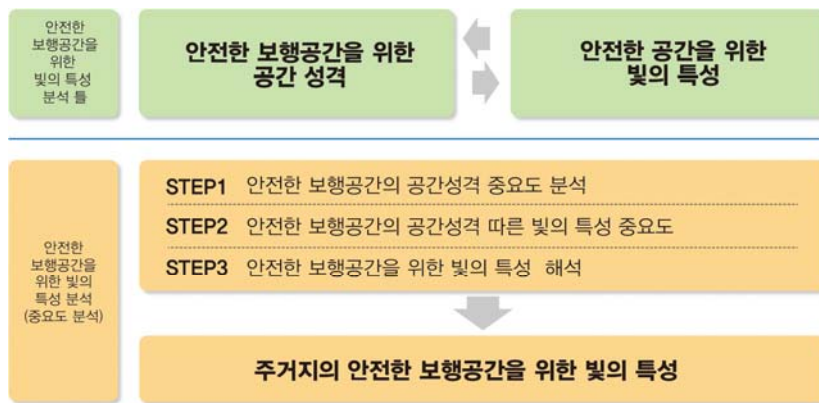 안전한
보행공간을
위한
빛의 특성
분석 틀
안전한 보행공간을 위한
공간 성격
안전한 공간을 위한
빛의 특성
안전한
보행공간을
위한 빛의
특성 분석
(중요도 분석)
STEP1 안전한 보행공간의 공간성격 중요도 분석
STEP2 안전한 보행공간의 공간성격 따른 빛의 특성 중요도
STEP3 안전한 보행공간을 위한 빛의 특성 해석
주거지의 안전한 보행공간을 위한 빛의 특성